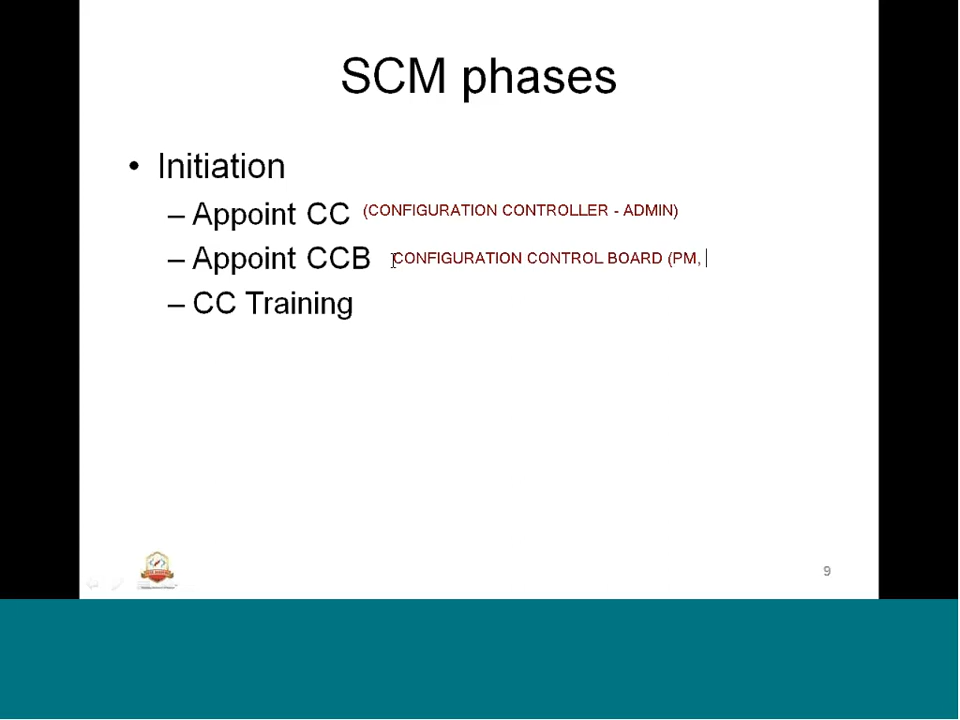 SCM phases
• Initiation
– Appoint CC (CONFIGURATION CONTROLLER - ADMIN)
– Appoint CCB CONFIGURATION CONTROL BOARD (PM,
– CC Training
9